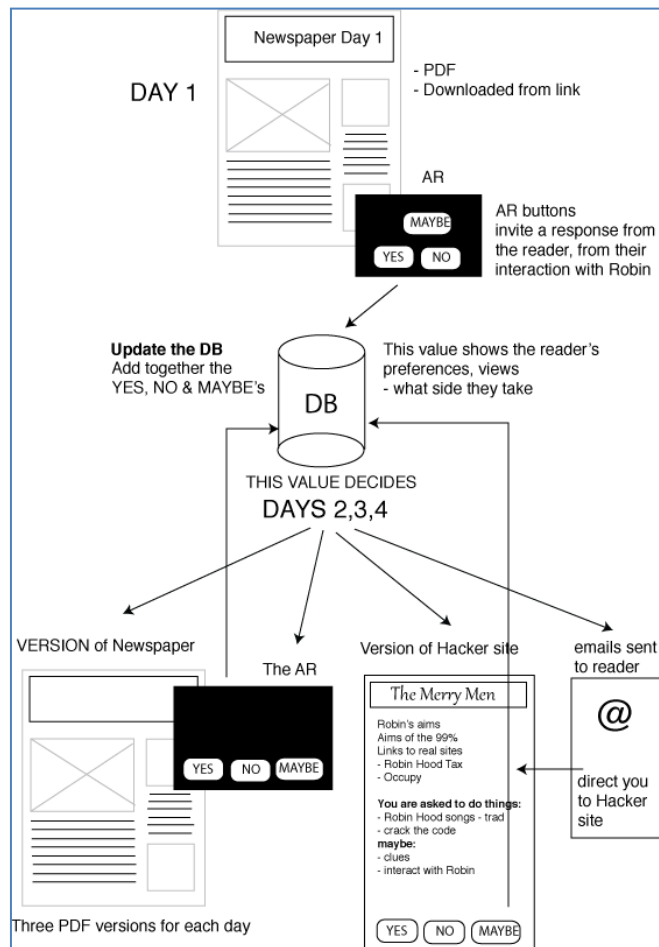 Newspaper Day 1
DAY 1
- PDF
- Downloaded from link
AR
MAYBE
YES
NO
AR buttons
invite a response from
the reader, from their
interaction with Robin
Update the DB
Add together the
YES, NO & MAYBE's
This value shows the reader's
preferences, views
- what side they take
DB
THIS VALUE DECIDES
DAYS 2,3,4
VERSION of Newspaper
The AR
YES
NO
MAYBE
Three PDF versions for each day
Version of Hacker site
The Merry Men
Robin's aims
Aims of the 99%
Links to real sites
- Robin Hood Tax
- Occupy
You are asked to do things:
- Robin Hood songs - trad
- crack the code
maybe:
- clues
- interact with Robin
YES
NO
MAYBE
emails sent
to reader
@
direct you
to Hacker
site